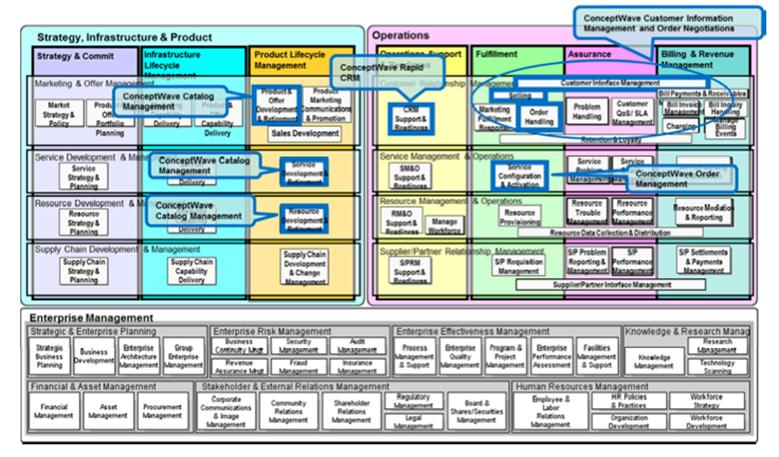 ConceptWave Customer Information
Management and Order Negotiations
Strategy, Infrastructure & Product
Operations
Strategy & Commit
Infrastructure
Lifecycle
Management
Product Lifecycle
Management
Operations Support
Fulfillment
Assurance
Billing & Revenue
Management
ConceptWave Rapid
CRM
Marketing & Offer Management
Customer Relationship Management
Customer Interface Management
Market
Strategy &
Policy
Product
Offer
Portfolio
Planning
ConceptWave Catalog
Management
Capability
Delivery
Capability
Delivery
Product &
Offer
Development
& Retirement
Product
Marketing
Communications
& Promotion
Sales Development
CRM
Support &
Readiness
Selling
Marketing
Fulfillment
Response
Order
Handling
Problem
Handling
Customer
QoS/ SLA
Management
Bill Payments & Receivables
Bill Invoice
Management
Bill Inquiry
Handling
Charging
Manage
Billing
Events
Retention & Loyalty
Service Development & Man
Service Management & Operations
Service
Strategy &
Planning
ConceptWave Catalog
Management
Delivery
Service
Development &
Retirement
SM&O
Support &
Readiness
Service
Configuration
& Activation
Service
Management
ConceptWave Order
Management
Resource Development &
Resource Management & Operations
Resource
Strategy &
Planning
ConceptWave
Catalog Management
Delivery
Resource
Development &
Retirement
RM&O
Support &
Readiness
Manage
Workforce
Resource
Provisioning
Resource
Trouble
Management
Resource
Performance
Management
Resource Mediation
& Reporting
Resource Data Collection & Distribution
Supply Chain Development & Management
Supplier/Partner Relationship Management
Supply Chain
Strategy &
Planning
Supply Chain
Capability
Delivery
Supply Chain
Development
& Change
Management
S/PRM
Support &
Readiness
S/P Requisition
Management
S/P Problem
Reporting &
Management
S/P
Performance
Management
S/P Settlements
& Payments
Management
Supplier/Partner Interface Management
Enterprise Management
Strategic & Enterprise Planning
Strategic
Business
Planning
Business
Development
Enterprise
Architecture
Management
Group
Enterprise
Management
Enterprise Risk Management
Business
Continuity Mngt
Security
Management
Audit
Management
Revenue
Assurance Mngt
Fraud
Management
Insurance
Management
Enterprise Effectiveness Management
Process
Management
& Support
Enterprise
Quality
Management
Program &
Project
Management
Enterprise
Performance
Assessment
Facilities
Management
& Support
Knowledge & Research Manag
Knowledge
Management
Research
Management
Technology
Scanning
Financial & Asset Management
Financial
Management
Asset
Management
Procurement
Management
Stakeholder & External Relations Management
Corporate
Communications
& Image
Management
Community
Relations
Management
Shareholder
Relations
Management
Regulatory
Management
Legal
Management
Board &
Shares/Securities
Management
Human Resources Management
Employee &
Labor
Relations
Management
HR Policies
& Practices
Organization
Development
Workforce
Strategy
Workforce
Development